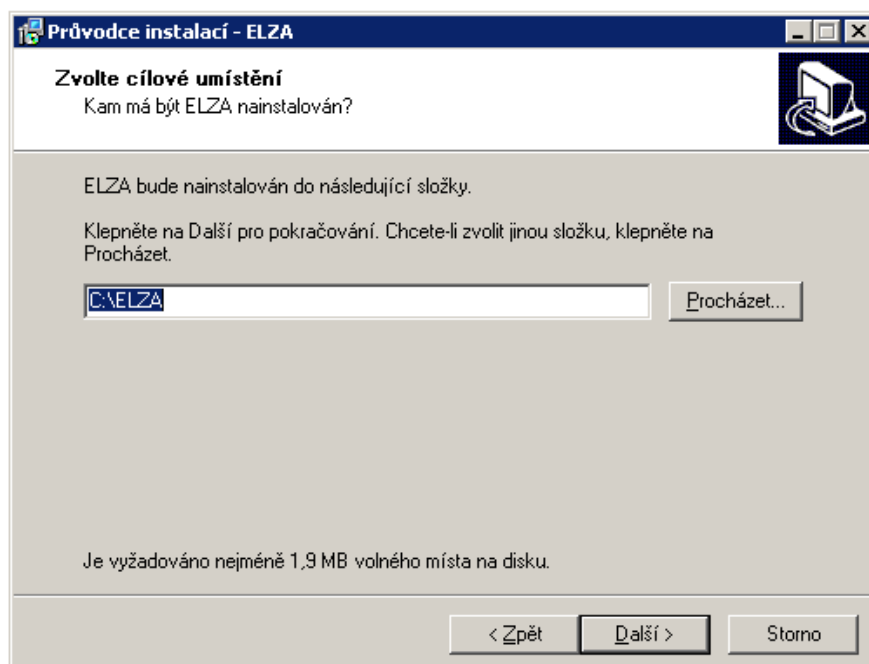 Průvodce instalací - ELZA
Zvolte cílové umístění
Kam má být ELZA nainstalován?
ELZA bude nainstalován do následující složky.
Klepněte na Další pro pokračování. Chcete-li zvolit jinou složku, klepněte na
Procházet.
C:\ELZA
Procházet...
Je vyžadováno nejméně 1,9 MB volného místa na disku.
< Zpět
Další >
Storno